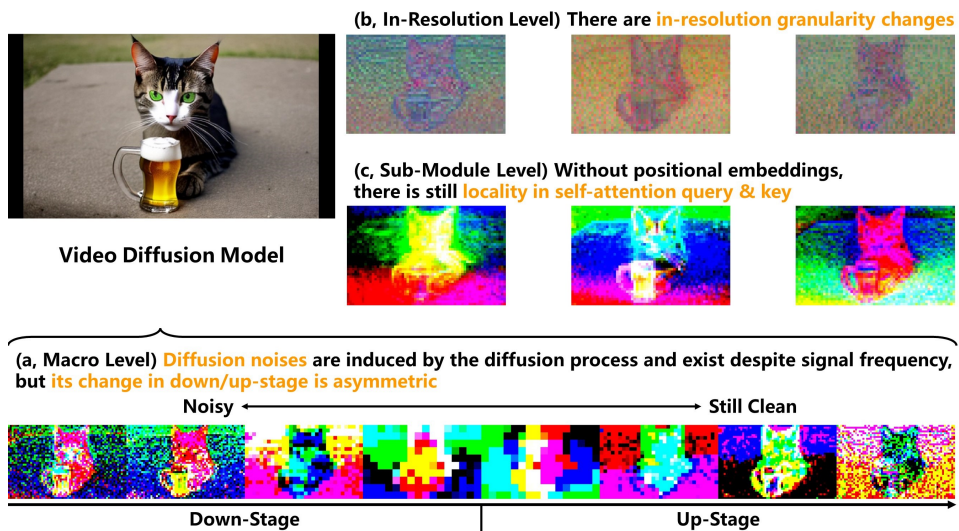 (b, In-Resolution Level) There are in-resolution granularity changes
(c, Sub-Module Level) Without positional embeddings,
there is still locality in self-attention query & key
Video Diffusion Model
(a, Macro Level) Diffusion noises are induced by the diffusion process and exist despite signal frequency,
but its change in down/up-stage is asymmetric
Noisy
Still Clean
Down-Stage
Up-Stage